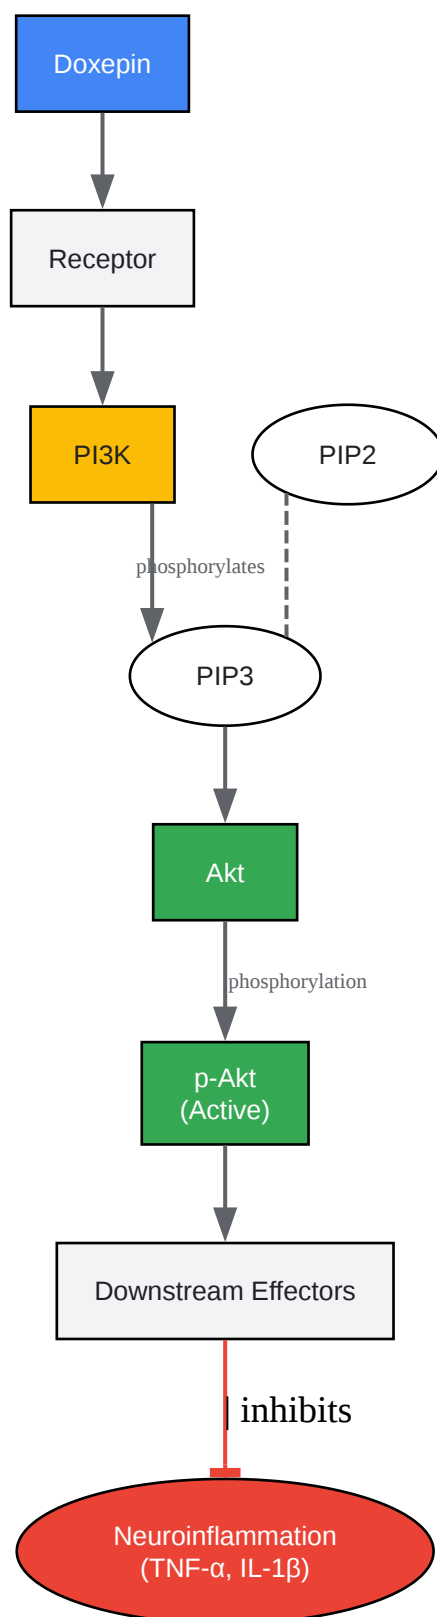 Doxepin
Receptor
PI3K
PIP2
phosphorylates
PIP3
Akt
phosphorylation
p-Akt
(Active)
Downstream Effectors
| inhibits
Neuroinflammation
(TNF-α, IL-1β)